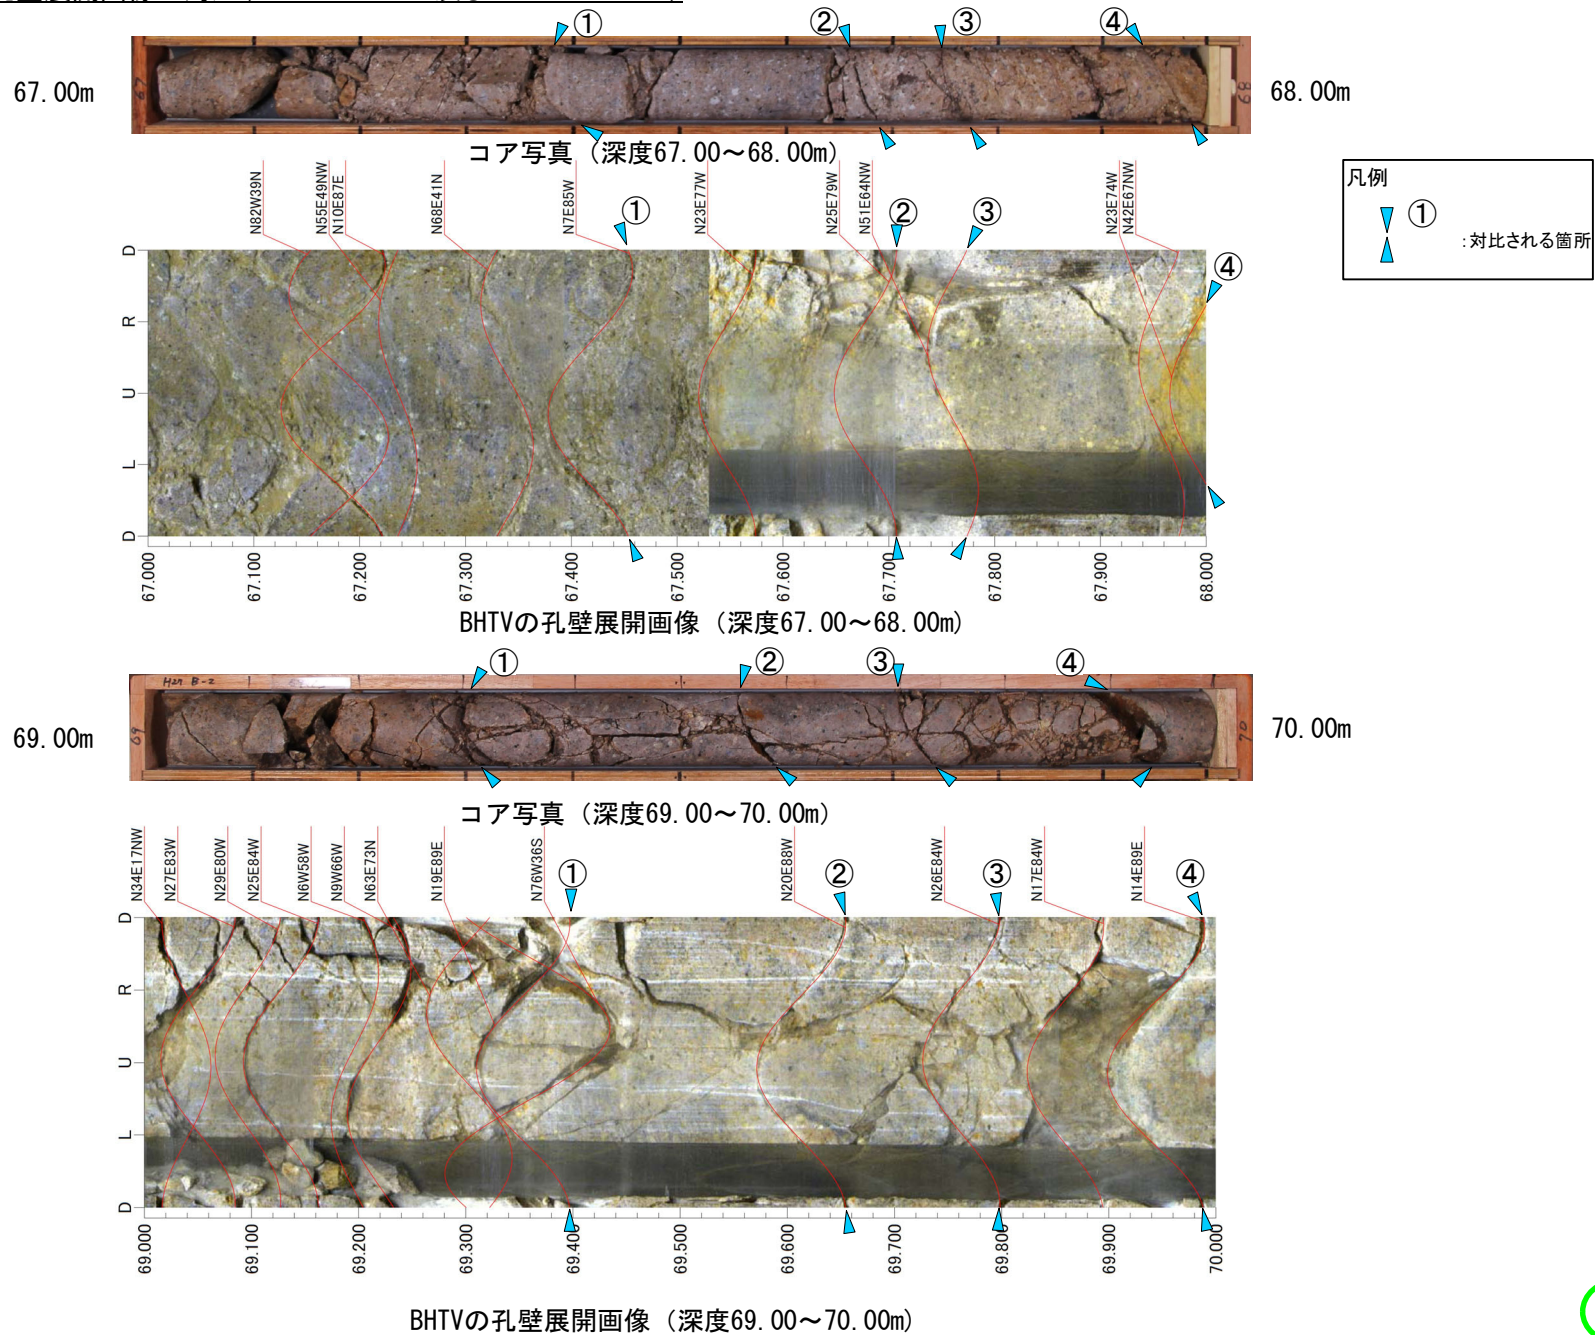 ① ② ③ ④
67.00m 67 68 68.00m
コア写真（深度67.00～68.00m）
凡例
①
：対比される箇所
N82W39N N55E49NW N10E87E N68E41N N7E85W ① N23E77W N25E79W N51E64NW ② ③ N23E74W N42E67NW ④
D
R
U
L
D
67.000 67.100 67.200 67.300 67.400 67.500 67.600 67.700 67.800 67.900 68.000
BHTVの孔壁展開画像（深度67.00～68.00m）
① ② ③ ④
H27 B-2
69.00m 69 70 70.00m
コア写真（深度69.00～70.00m）
N34E17NW N27E83W N29E80W N25E84W N6W58W N9W66W N63E73N N19E89E N76W36S ① N20E88W ② N26E84W ③ N17E84W N14E89E ④
D
R
U
L
D
69.000 69.100 69.200 69.300 69.400 69.500 69.600 69.700 69.800 69.900 70.000
BHTVの孔壁展開画像（深度69.00～70.00m）